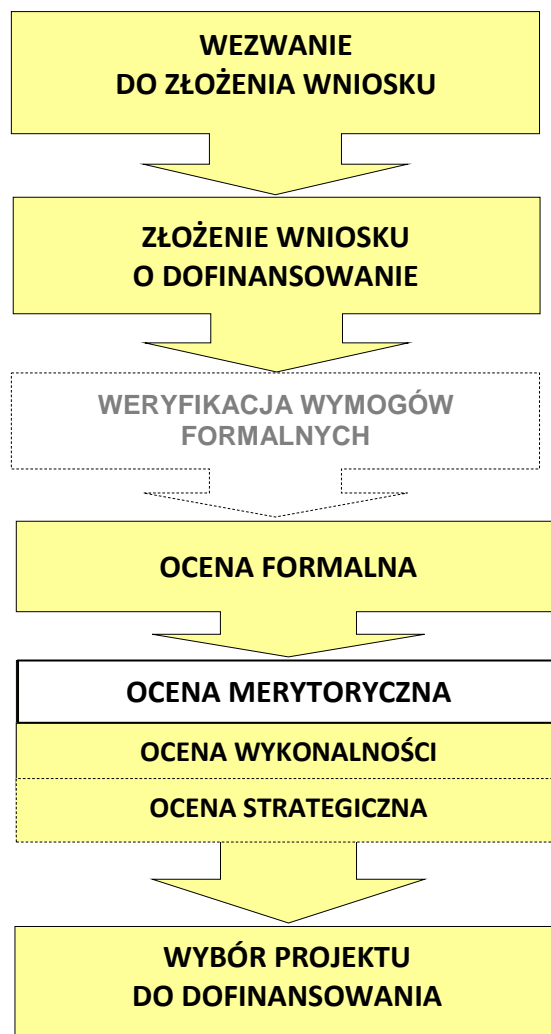 WEZWANIE
DO ZŁOŻENIA WNIOSKU
ZŁOŻENIE WNIOSKU
O DOFINANSOWANIE
WERYFIKACJA WYMOGÓW
FORMALNYCH
OCENA FORMALNA
OCENA MERYTORYCZNA
OCENA WYKONALNOŚCI
OCENA STRATEGICZNA
WYBÓR PROJEKTU
DO DOFINANSOWANIA